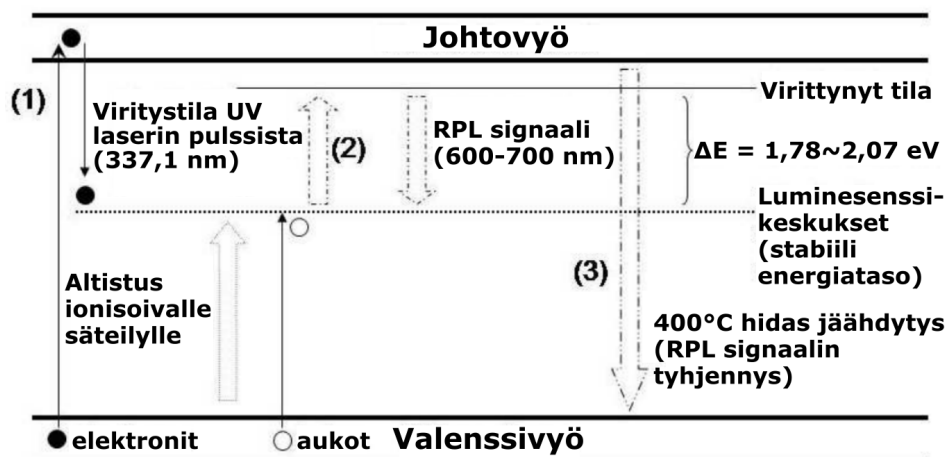 Johtovyö
(1)
Viritystila UV
laserin pulssista
(337,1 nm)
(2)
RPL signaali
(600-700 nm)
Virittynyt tila
ΔE = 1,78~2,07 eV
Luminesenssi-
keskukset
(stabiili
energiataso)
Altistus
ionisoivalle
säteilylle
(3)
400°C hidas jäähdytys
(RPL signaalin
tyhjennys)
elektronit
aukot
Valenssivyö